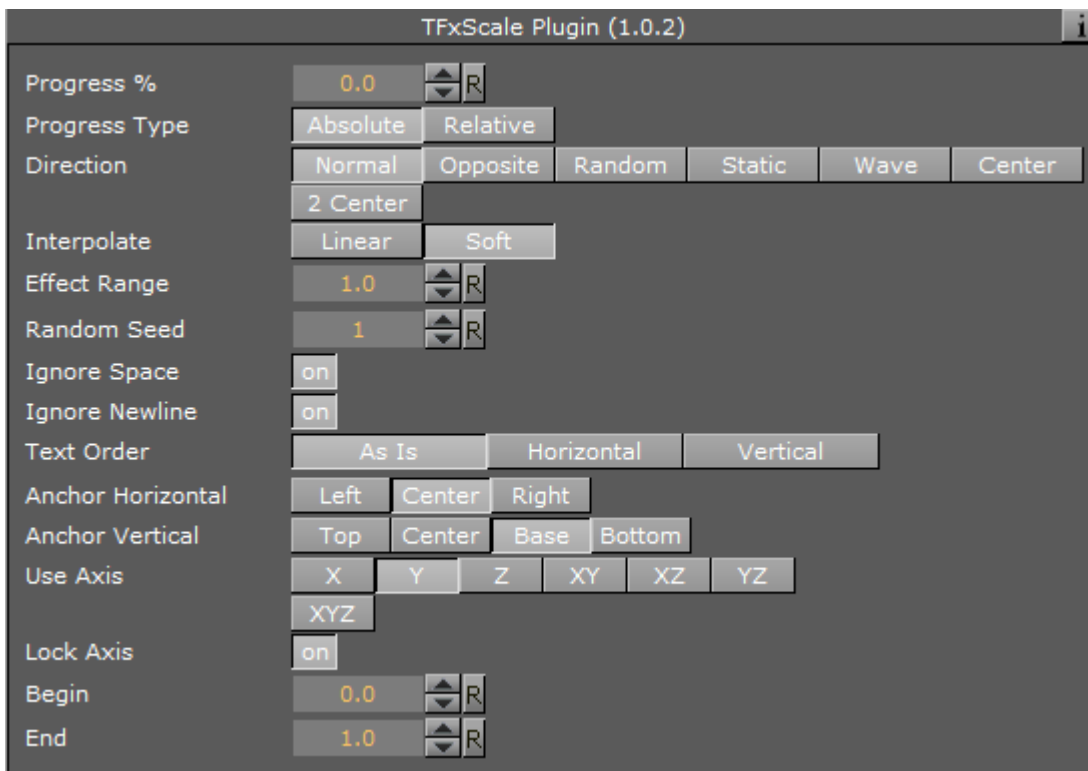 TFxScale Plugin (1.0.2) i
Progress % 0.0 R
Progress Type Absolute Relative
Direction Normal Opposite Random Static Wave Center
2 Center
Interpolate Linear Soft
Effect Range 1.0 R
Random Seed 1 R
Ignore Space on
Ignore Newline on
Text Order As Is Horizontal Vertical
Anchor Horizontal Left Center Right
Anchor Vertical Top Center Base Bottom
Use Axis X Y Z XY XZ YZ
XYZ
Lock Axis on
Begin 0.0 R
End 1.0 R